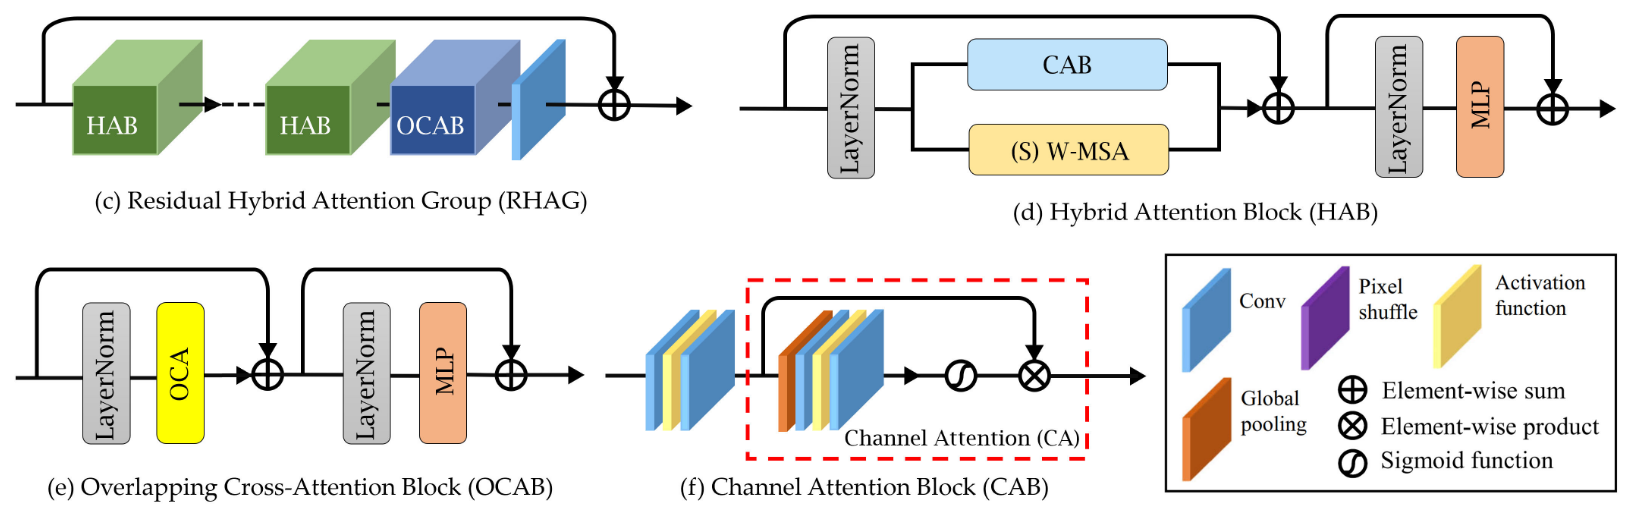 HAB
HAB
OCAB
(c) Residual Hybrid Attention Group (RHAG)
LayerNorm
CAB
(S) W-MSA
LayerNorm
MLP
(d) Hybrid Attention Block (HAB)
LayerNorm
OCA
LayerNorm
MLP
(e) Overlapping Cross-Attention Block (OCAB)
Channel Attention (CA)
(f) Channel Attention Block (CAB)
Conv
Pixel
shuffle
Activation
function
Global
pooling
Element-wise sum
Element-wise product
Sigmoid function